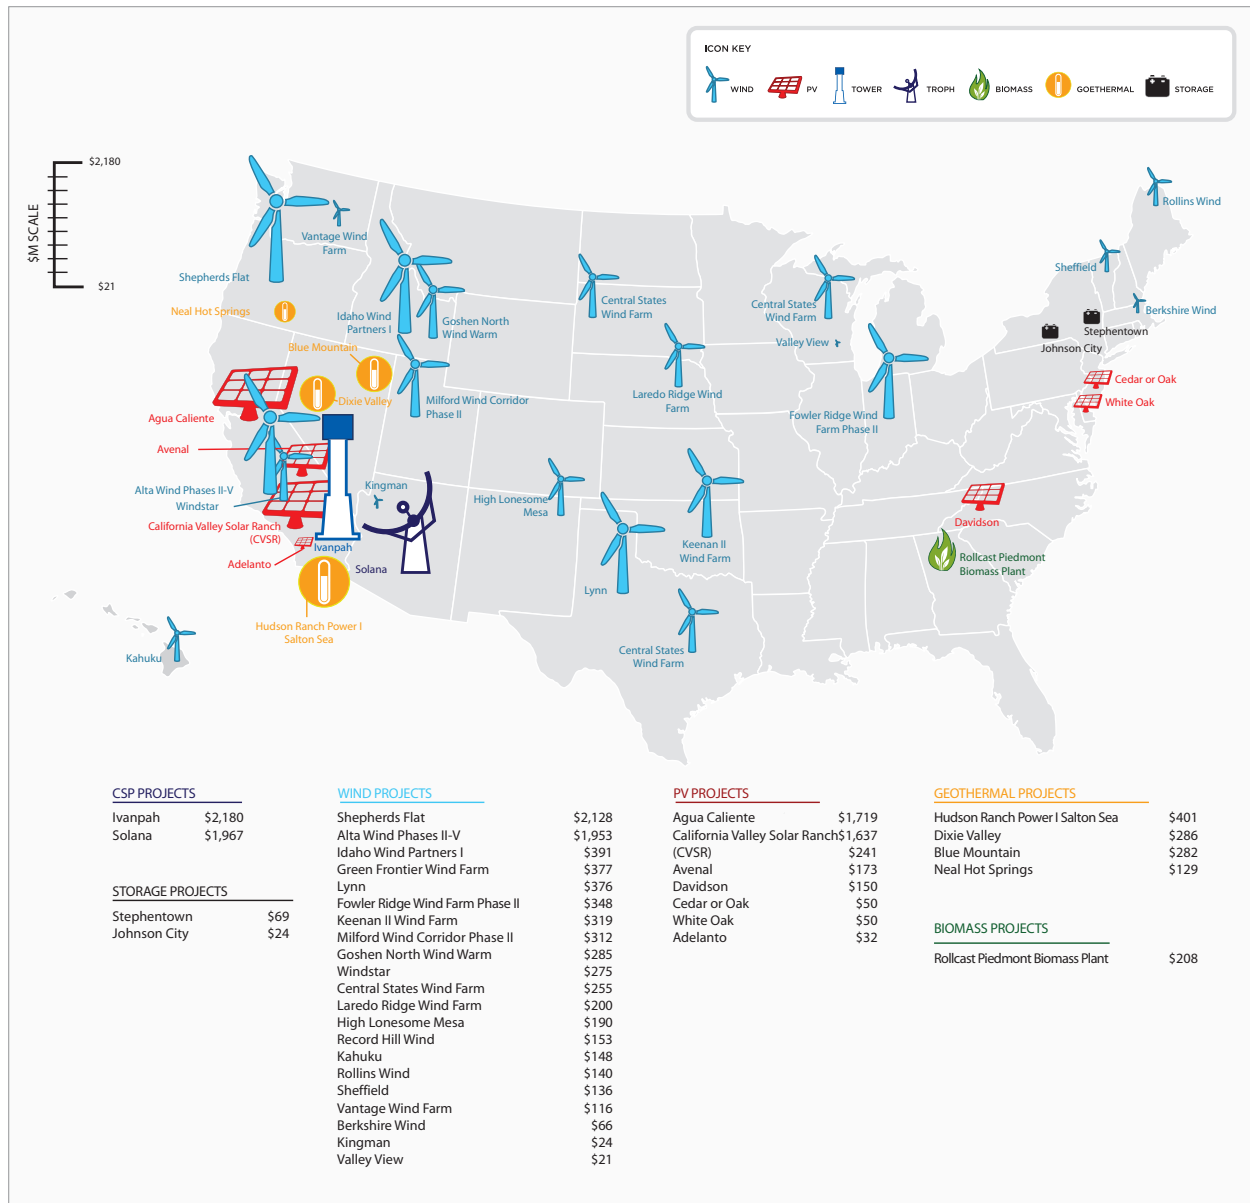 ICON KEY
WIND PV TOWER TROPH BIOMASS GOETHERMAL STORAGE
$2,180
$M SCALE
$21
Rollins Wind
Vantage Wind
Farm
Sheffield
Shepherds Flat
Neal Hot Springs
Idaho Wind
Partners I
Goshen North
Wind Warm
Central States
Wind Farm
Central States
Wind Farm
Berkshire Wind
Stephentown
Johnson City
Valley View
Blue Mountain
Dixie Valley
Cedar or Oak
White Oak
Agua Caliente
Milford Wind Corridor
Phase II
Laredo Ridge Wind
Farm
Fowler Ridge Wind
Farm Phase II
Avenal
Alta Wind Phases II-V
Windstar
Kingman
High Lonesome
Mesa
California Valley Solar Ranch
(CVSR)
Davidson
Adelanto
Ivanpah
Solana
Keenan II
Wind Farm
Rollcast Piedmont
Biomass Plant
Lynn
Hudson Ranch Power I
Salton Sea
Central States
Wind Farm
Kahuku
CSP PROJECTS
Ivanpah $2,180
Solana $1,967
STORAGE PROJECTS
Stephentown $69
Johnson City $24
WIND PROJECTS
Shepherds Flat $2,128
Alta Wind Phases II-V $1,953
Idaho Wind Partners I $391
Green Frontier Wind Farm $377
Lynn $376
Fowler Ridge Wind Farm Phase II $348
Keenan II Wind Farm $319
Milford Wind Corridor Phase II $312
Goshen North Wind Warm $285
Windstar $275
Central States Wind Farm $255
Laredo Ridge Wind Farm $200
High Lonesome Mesa $190
Record Hill Wind $153
Kahuku $148
Rollins Wind $140
Sheffield $136
Vantage Wind Farm $116
Berkshire Wind $66
Kingman $24
Valley View $21
PV PROJECTS
Agua Caliente $1,719
California Valley Solar Ranch $1,637
(CVSR) $241
Avenal $173
Davidson $150
Cedar or Oak $50
White Oak $50
Adelanto $32
GEOTHERMAL PROJECTS
Hudson Ranch Power I Salton Sea $401
Dixie Valley $286
Blue Mountain $282
Neal Hot Springs $129
BIOMASS PROJECTS
Rollcast Piedmont Biomass Plant $208